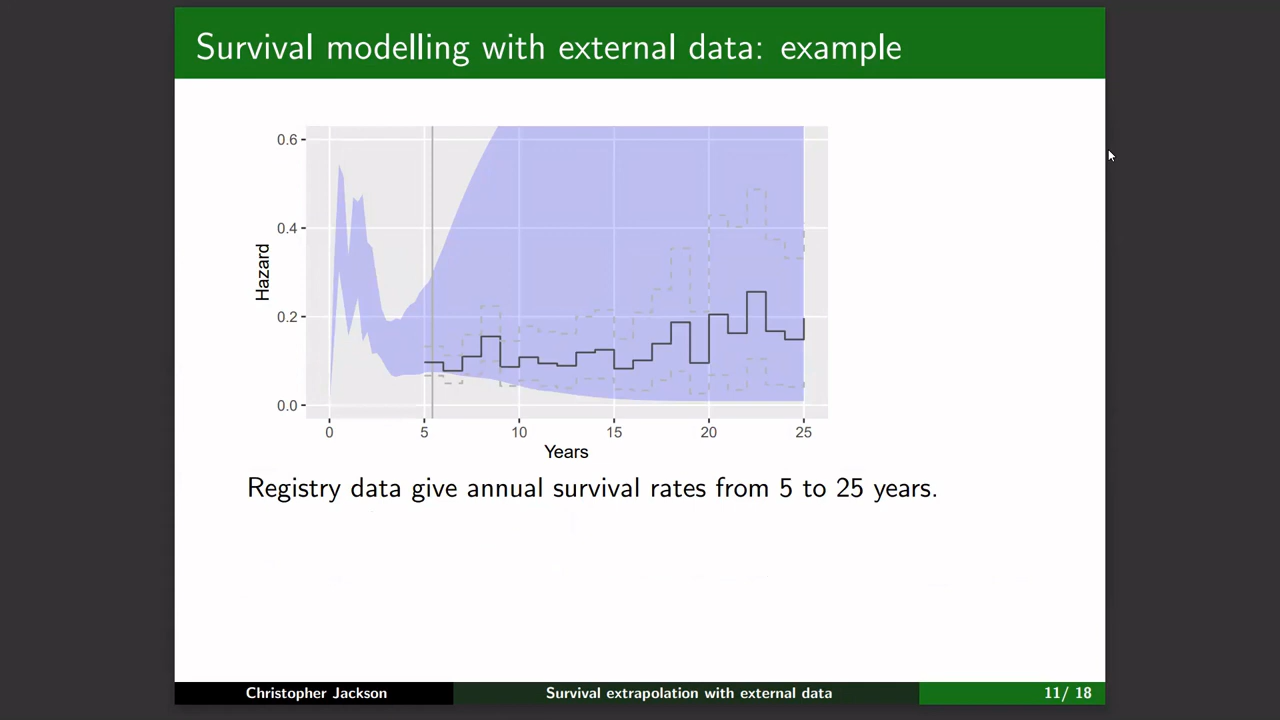 Survival modelling with external data: example
0.6
0.4
0.2
0.0
Hazard
0 5 10 15 20 25
Years
Registry data give annual survival rates from 5 to 25 years.
Christopher Jackson Survival extrapolation with external data 11/ 18